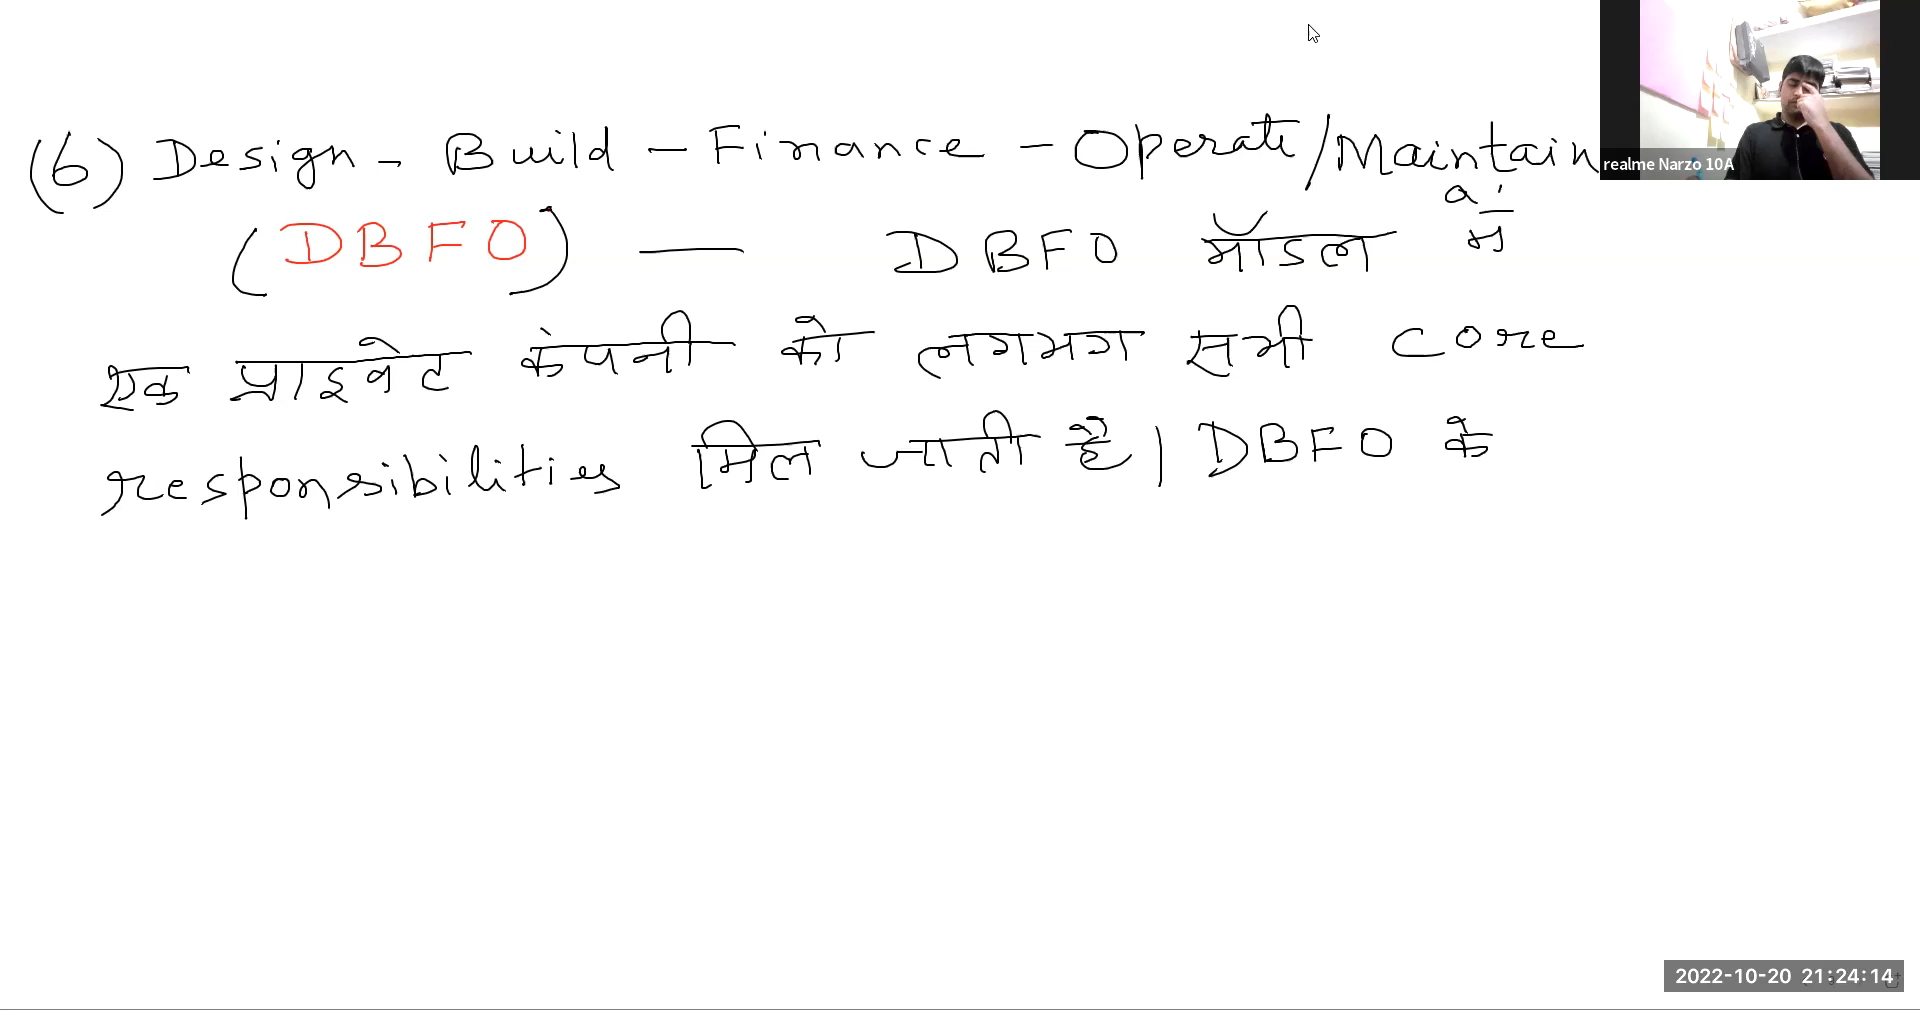 (6) Design - Build - Finance - Operate/Maintain
realme Narzo 10A
(DBFO) — DBFO मॉडल में
एक प्राइवेट कंपनी को लगभग सभी core
responsibilities मिल जाती है। DBFO के
2022-10-20 21:24:14